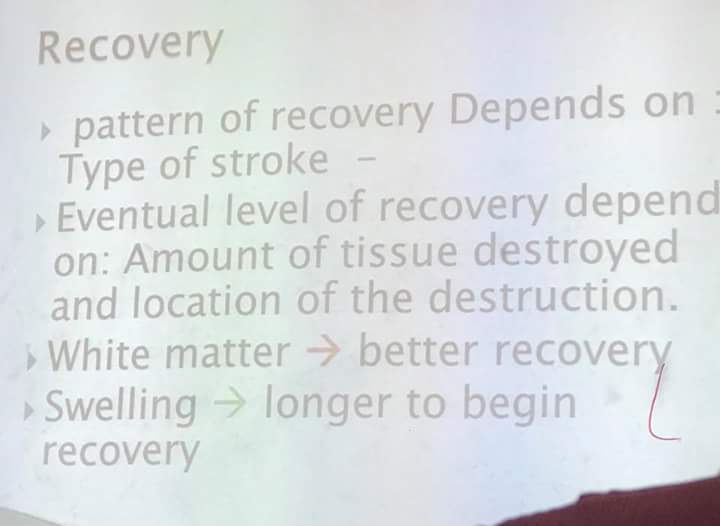 Recovery
pattern of recovery Depends on :
Type of stroke –
Eventual level of recovery depend
on: Amount of tissue destroyed
and location of the destruction.
White matter → better recovery
Swelling → longer to begin
recovery